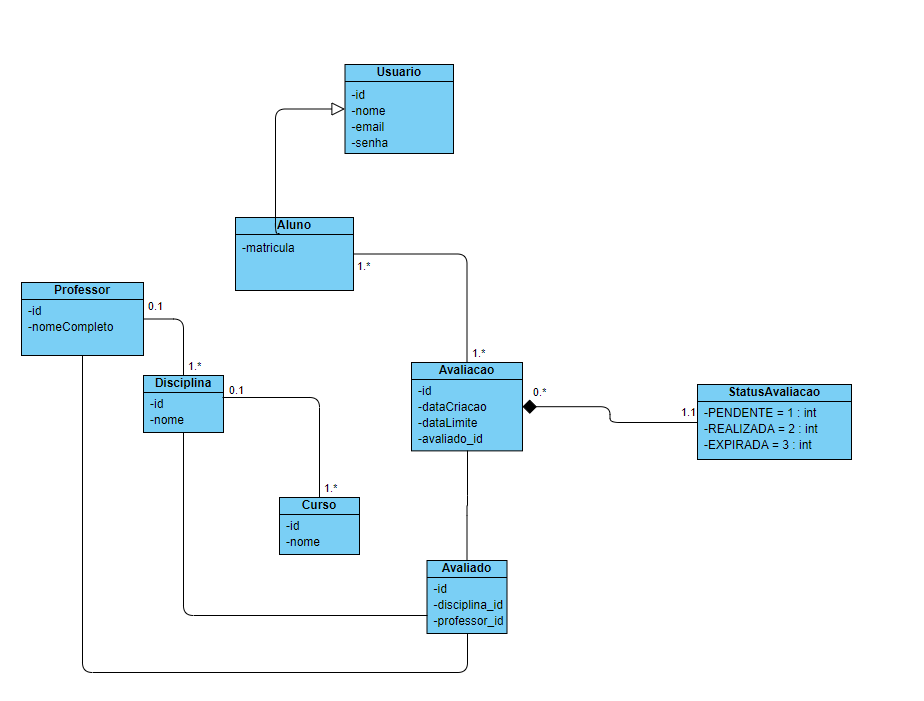 Usuario
-id
-nome
-email
-senha
Aluno
-matricula
1.*
Professor
-id
-nomeCompleto
0.1
1.*
Disciplina
-id
-nome
0.1
1.*
Curso
-id
-nome
1.*
Avaliacao
-id
-dataCriacao
-dataLimite
-avaliado_id
0.*
1.1
StatusAvaliacao
-PENDENTE = 1 : int
-REALIZADA = 2 : int
-EXPIRADA = 3 : int
Avaliado
-id
-disciplina_id
-professor_id